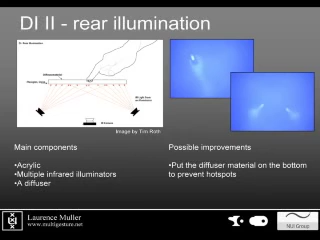 DI II - rear illumination
Image by Tim Roth
Main components
•Acrylic
•Multiple infrared illuminators
•A diffuser
Possible improvements
•Put the diffuser material on the bottom
to prevent hotspots
Laurence Muller
www.multigesture.net
NUI Group